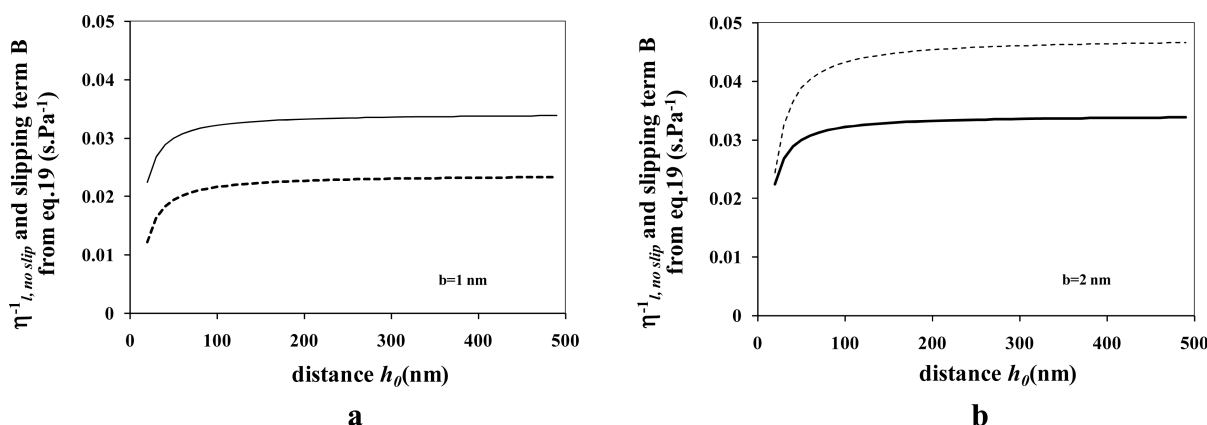 η⁻¹l, no slip and slipping term B
from eq.19 (s.Pa⁻¹)
0.05
0.04
0.03
0.02
0.01
0
b=1 nm
0 100 200 300 400 500
distance h₀(nm)
a
η⁻¹l, no slip and slipping term B
from eq.19 (s.Pa⁻¹)
0.05
0.04
0.03
0.02
0.01
0
b=2 nm
0 100 200 300 400 500
distance h₀(nm)
b